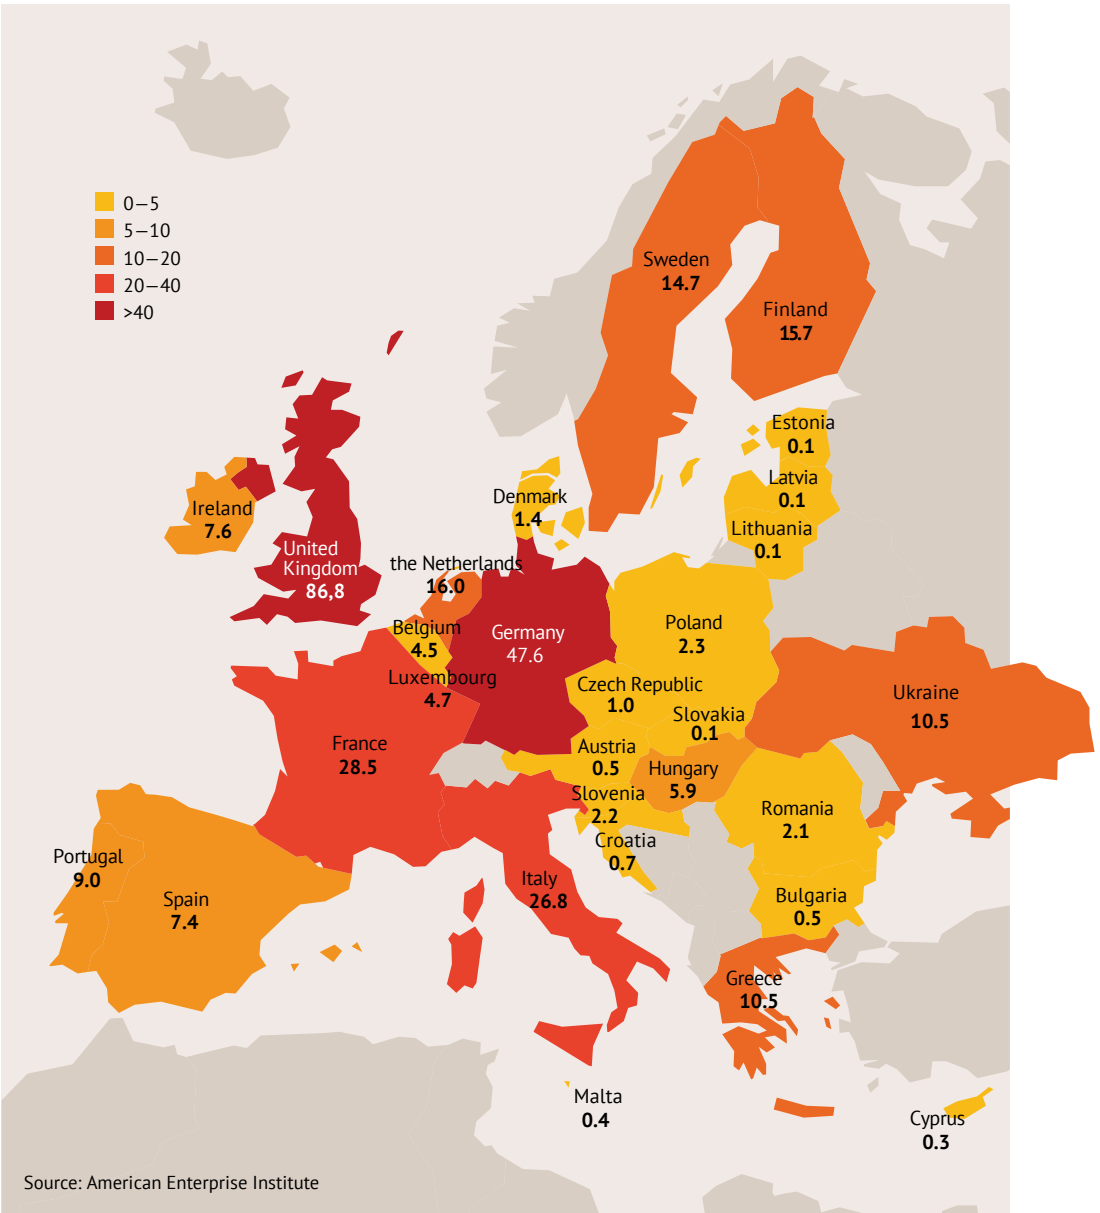 0–5
5–10
10–20
20–40
>40
Sweden
14.7
Finland
15.7
Estonia
0.1
Latvia
0.1
Lithuania
0.1
Denmark
1.4
Ireland
7.6
United
Kingdom
86,8
the Netherlands
16.0
Belgium
4.5
Luxembourg
4.7
Germany
47.6
Poland
2.3
Czech Republic
1.0
Slovakia
0.1
Ukraine
10.5
France
28.5
Austria
0.5
Hungary
5.9
Slovenia
2.2
Croatia
0.7
Romania
2.1
Portugal
9.0
Spain
7.4
Italy
26.8
Bulgaria
0.5
Greece
10.5
Malta
0.4
Cyprus
0.3
Source: American Enterprise Institute